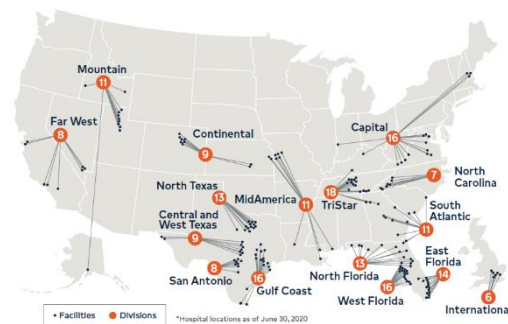 Mountain
11
Far West
8
Continental
9
Capital
16
North Texas
13
MidAmerica
11
TriStar
18
North
Carolina
7
South
Atlantic
11
Central and
West Texas
9
San Antonio
8
Gulf Coast
16
North Florida
13
West Florida
16
East
Florida
14
International
6
• Facilities
Divisions
*Hospital locations as of June 30, 2020